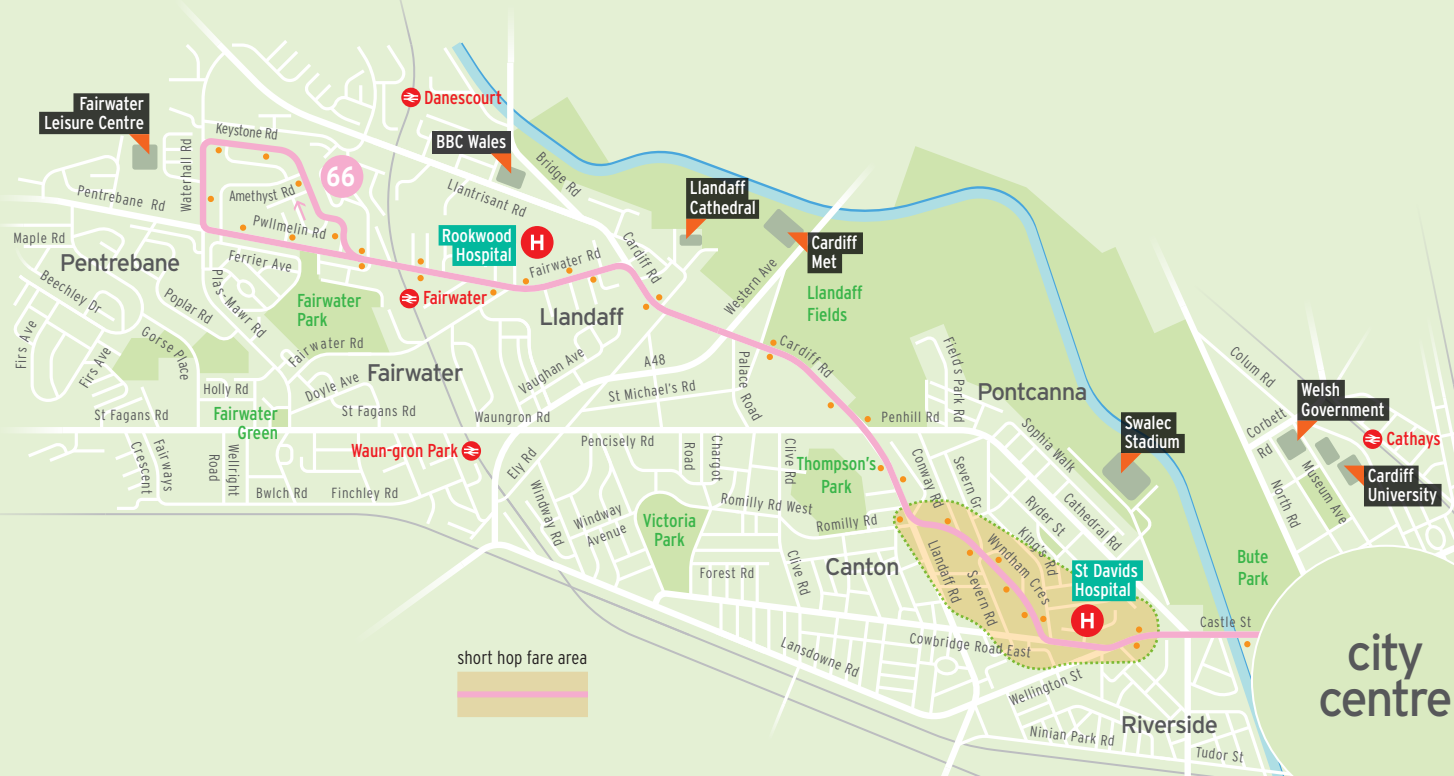 Danescourt
Fairwater
Leisure Centre
Keystone Rd
BBC Wales
Waterhall Rd
66
Bridge Rd
Pentrebane Rd
Amethyst Rd
Llantrisant Rd
Llandaff
Cathedral
Pwllmelin Rd
Maple Rd
Rookwood
Hospital
H
Cardiff Rd
Cardiff
Met
Pentrebane
Ferrier Ave
Fairwater Rd
Western Ave
Beechley Dr
Plas-Mawr Rd
Poplar Rd
Fairwater
Park
Fairwater
Llandaff
Llandaff
Fields
Firs Ave
Gorse Place
Firs Ave
Fairwater Rd
Cardiff Rd
Field's Park Rd
Colum Rd
Fairwater
Vaughan Ave
A48
Palace Road
Pontcanna
Holly Rd
Doyle Ave
St Michael's Rd
Welsh
Government
St Fagans Rd
Fairwater
Green
St Fagans Rd
Waungron Rd
Penhill Rd
Swalec
Stadium
Corbett
Rd
Cathays
Crescent
Fairways
Road
Wellright
Waun-gron Park
Pencisely Rd
Road
Chargot
Clive Rd
Thompson's
Park
Sophia Walk
Ely Rd
Conway Rd
Severn Gr
Museum Ave
Cardiff
University
Bwlch Rd
Finchley Rd
Windway Rd
Windway
Avenue
Victoria
Park
Romilly Rd West
Romilly Rd
Ryder St
Cathedral Rd
North Rd
King's Rd
Wyndham Cres
Llandaff Rd
Severn Rd
Forest Rd
Clive Rd
Canton
St Davids
Hospital
H
Bute
Park
Castle St
Cowbridge Road East
Lansdowne Rd
short hop fare area
Wellington St
Riverside
Ninian Park Rd
Tudor St
city
centre